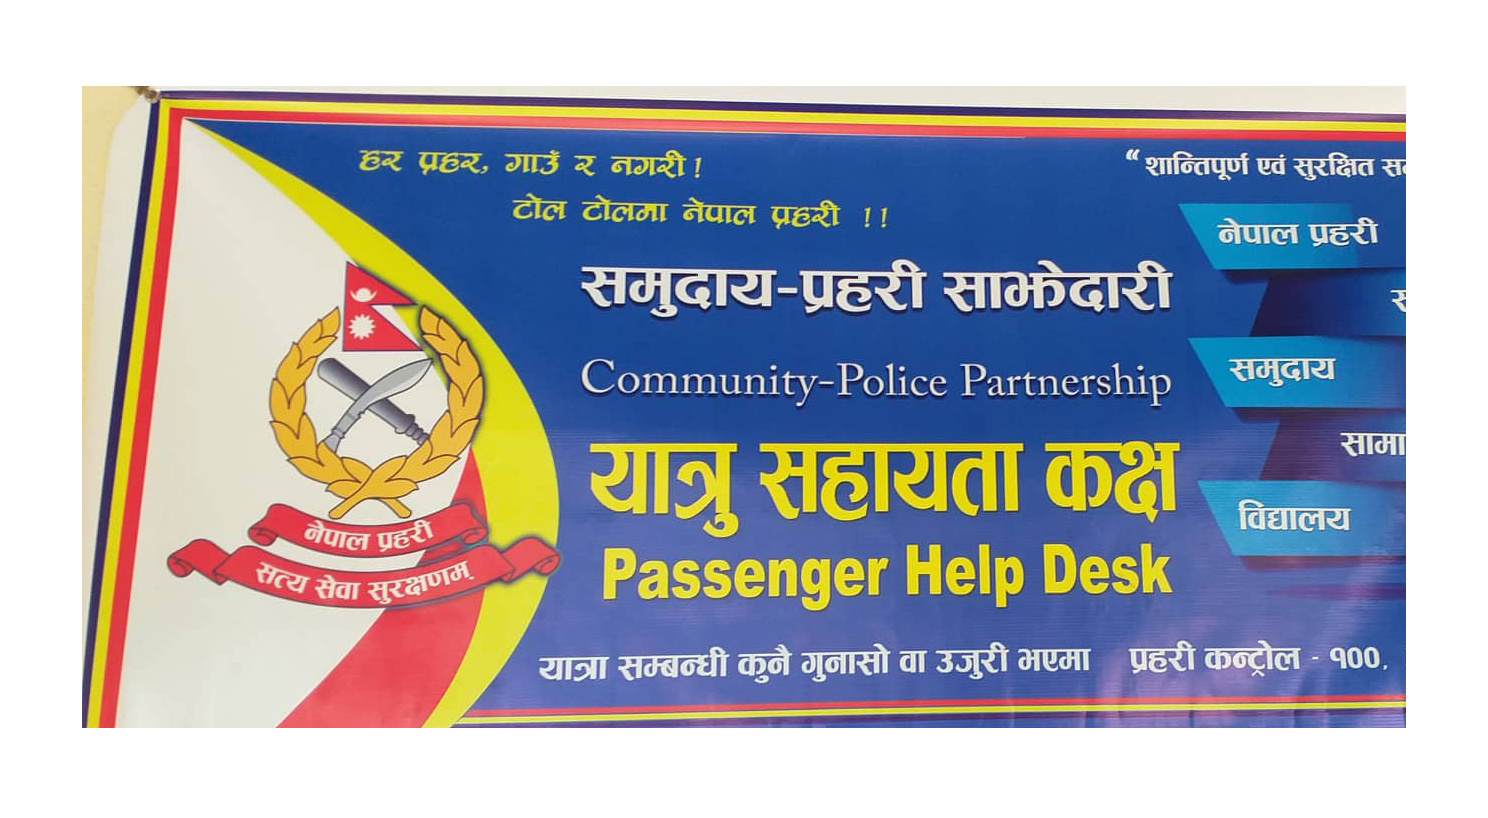 हर प्रहर, गाउँ र नगरी!
टोल टोलमा नेपाल प्रहरी !!
समुदाय-प्रहरी साझेदारी
Community-Police Partnership
यात्रु सहायता कक्ष
Passenger Help Desk
यात्रा सम्बन्धी कुनै गुनासो वा उजुरी भएमा प्रहरी कन्ट्रोल - १००,
नेपाल प्रहरी
सत्य सेवा सुरक्षणम्
“शान्तिपूर्ण एवं सुरक्षित
नेपाल प्रहरी
समुदाय
विद्यालय